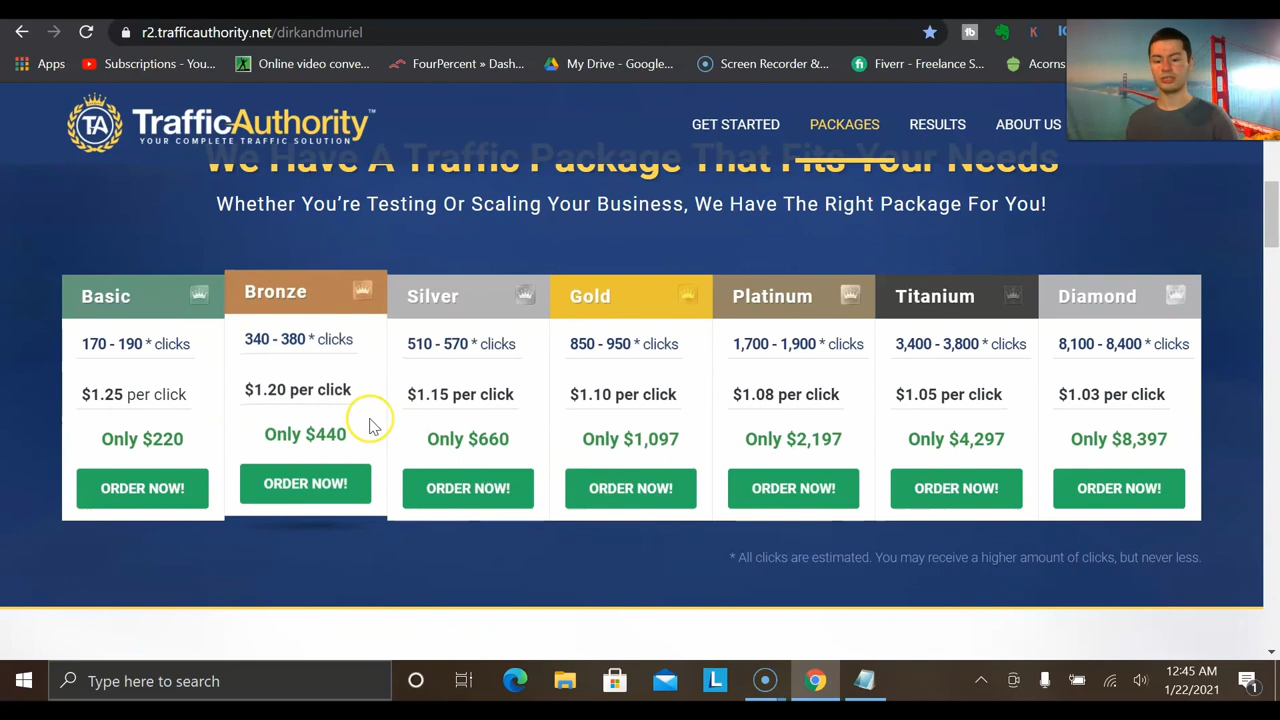 r2.trafficauthority.net/dirkandmuriel
Apps
Subscriptions - You...
Online video conve...
FourPercent » Dash...
My Drive - Google...
Screen Recorder &...
Fiverr - Freelance S...
Acorns
TA
TrafficAuthority™
YOUR COMPLETE TRAFFIC SOLUTION
GET STARTED
PACKAGES
RESULTS
ABOUT US
We Have A Traffic Package That Fits Your Needs
Whether You're Testing Or Scaling Your Business, We Have The Right Package For You!
Basic
170 - 190 * clicks
$1.25 per click
Only $220
ORDER NOW!
Bronze
340 - 380 * clicks
$1.20 per click
Only $440
ORDER NOW!
Silver
510 - 570 * clicks
$1.15 per click
Only $660
ORDER NOW!
Gold
850 - 950 * clicks
$1.10 per click
Only $1,097
ORDER NOW!
Platinum
1,700 - 1,900 * clicks
$1.08 per click
Only $2,197
ORDER NOW!
Titanium
3,400 - 3,800 * clicks
$1.05 per click
Only $4,297
ORDER NOW!
Diamond
8,100 - 8,400 * clicks
$1.03 per click
Only $8,397
ORDER NOW!
* All clicks are estimated. You may receive a higher amount of clicks, but never less.
Type here to search
L
12:45 AM
1/22/2021
1